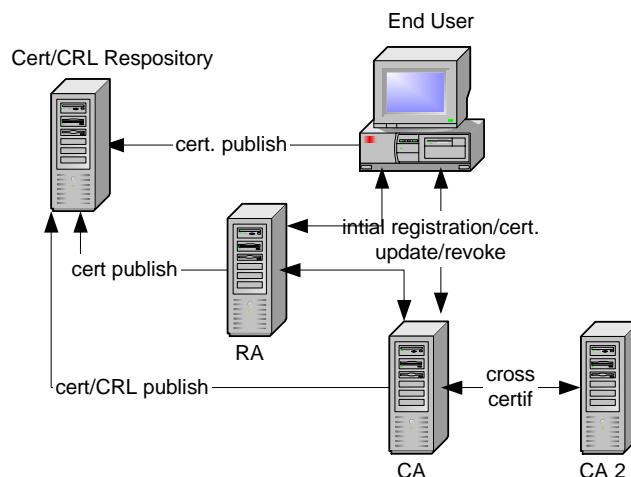 End User
Cert/CRL Respository
cert. publish
intial registration/cert.
update/revoke
cert publish
RA
cert/CRL publish
cross
certif
CA
CA 2